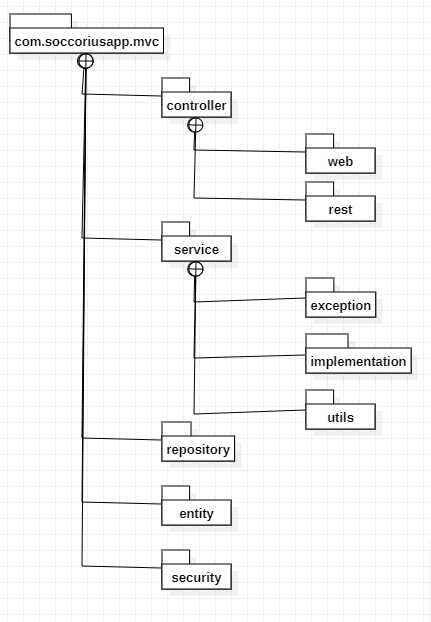 com.soccoriusapp.mvc
controller
web
rest
service
exception
implementation
utils
repository
entity
security